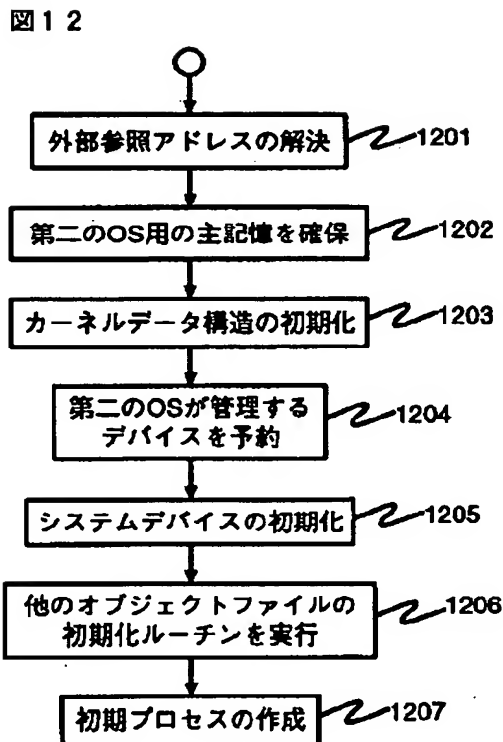 図12
外部参照アドレスの解決 1201
第二のOS用の主記憶を確保 1202
カーネルデータ構造の初期化 1203
第二のOSが管理する
デバイスを予約 1204
システムデバイスの初期化 1205
他のオブジェクトファイルの
初期化ルーチンを実行 1206
初期プロセスの作成 1207